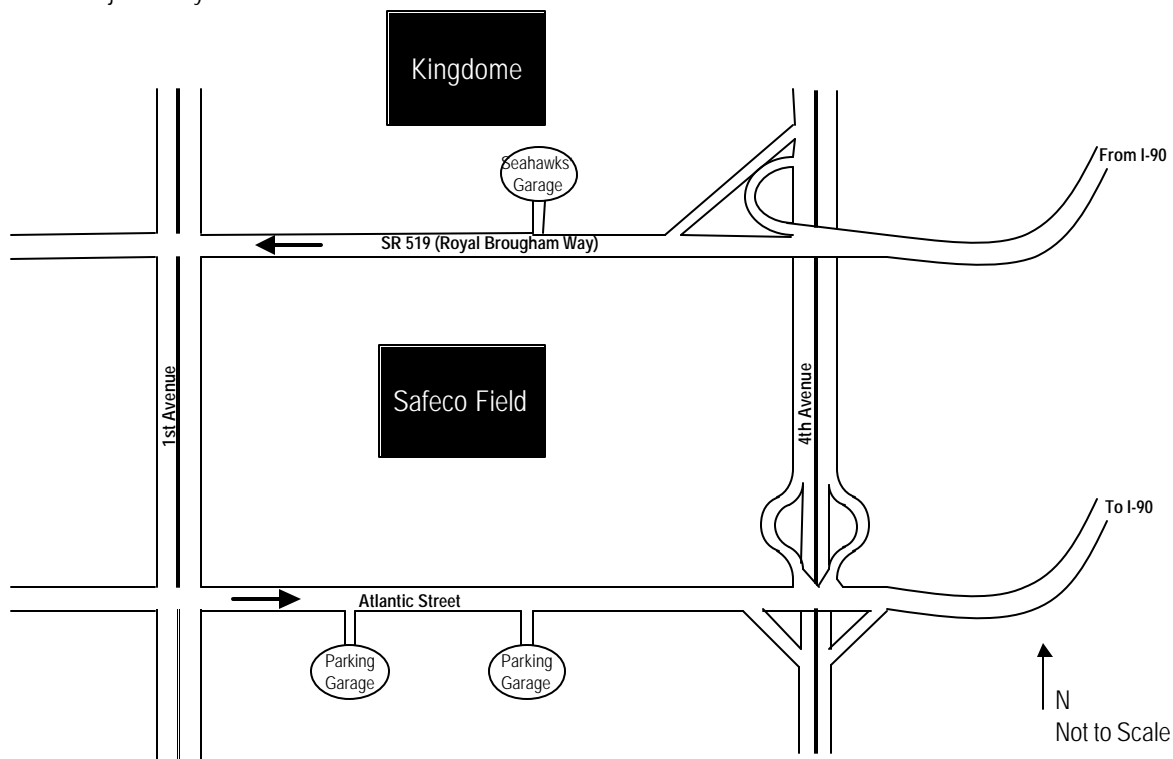 Kingdome
Seahawks'
Garage
From I-90
SR 519 (Royal Brougham Way)
1st Avenue
Safeco Field
4th Avenue
To I-90
Atlantic Street
Parking
Garage
Parking
Garage
N
Not to Scale